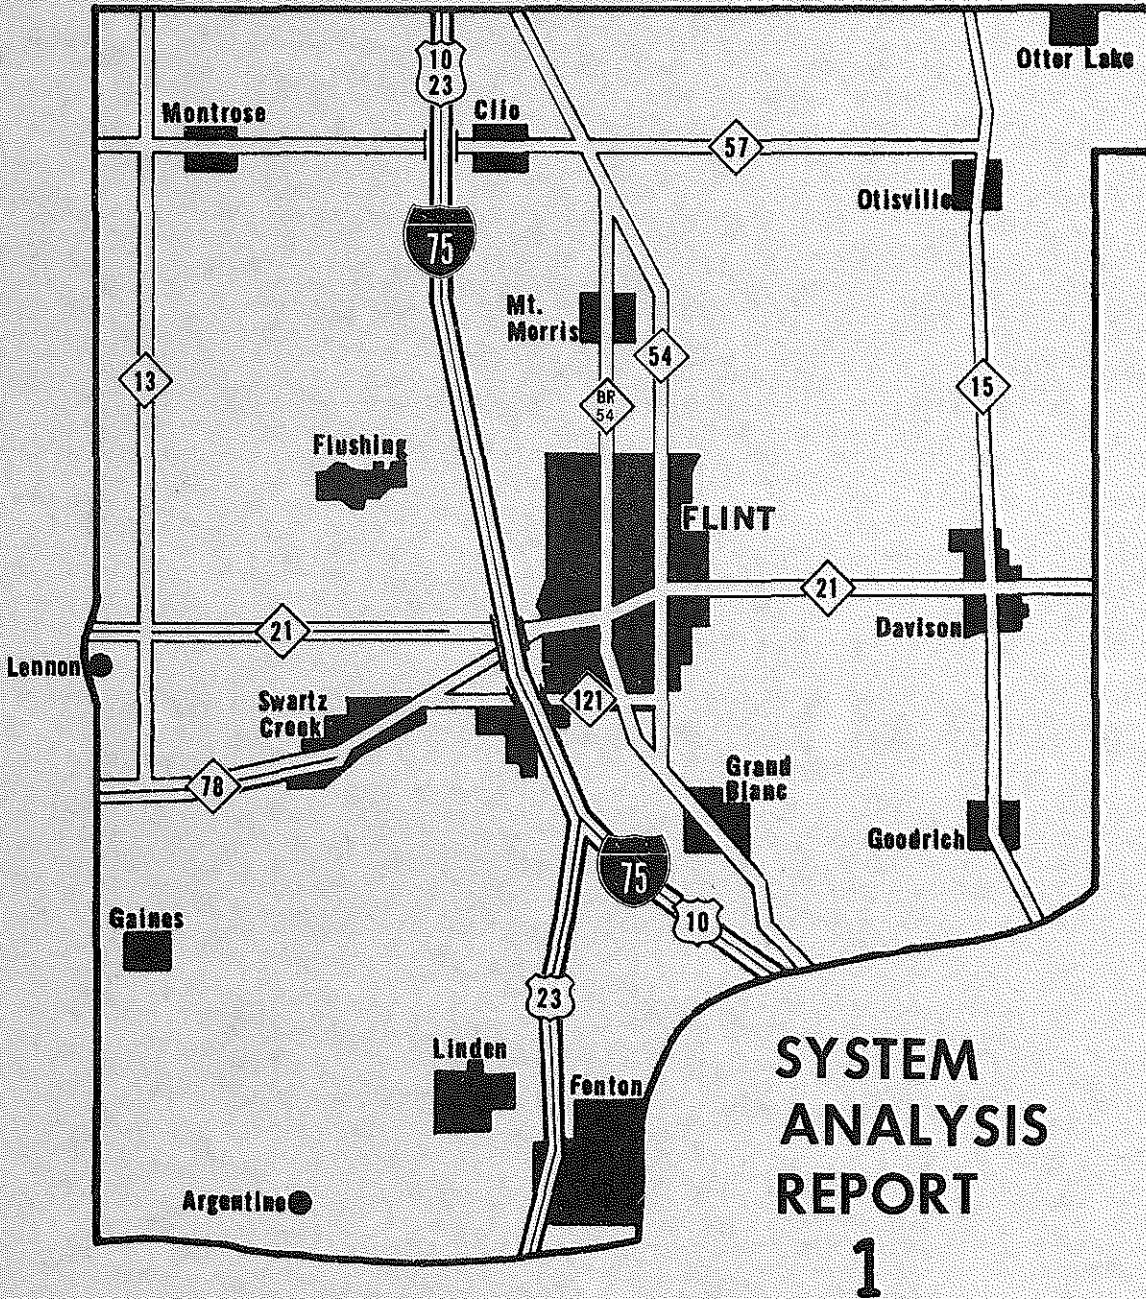 10
23
Otter Lake
Montrose
Clio
57
Otisville
75
Mt.
Morris
54
13
BR
54
15
Flushing
FLINT
21
21
Davison
Lennon
Swartz
Creek
121
78
Grand
Blanc
Goodrich
75
10
Gaines
23
Linden
Fenton
Argentine
SYSTEM
ANALYSIS
REPORT
1